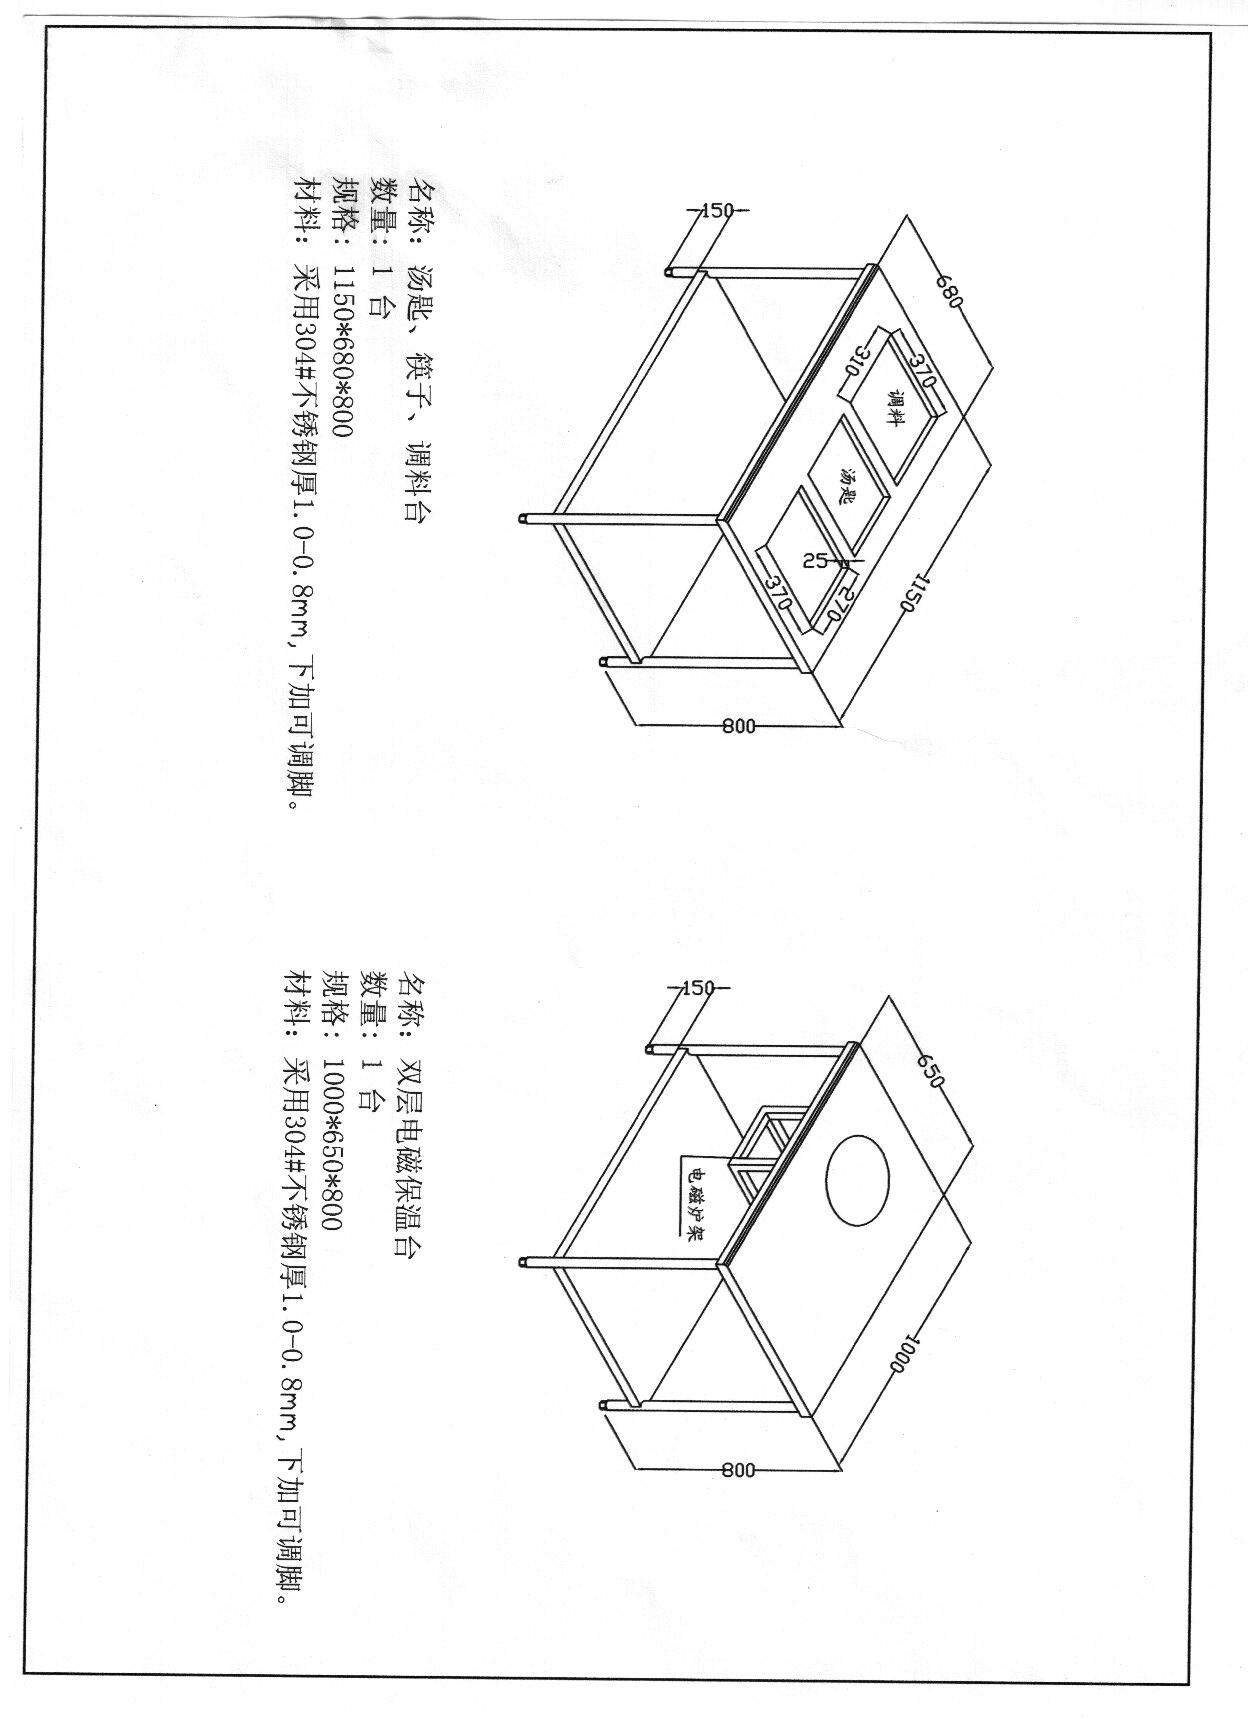 150
680
370
310
调料
汤匙
25
370
270
1150
800
名称：汤匙、筷子、调料台
数量：1 台
规格：1150*680*800
材料：采用304#不锈钢厚1.0-0.8mm,下加可调脚。
150
650
电磁炉架
1000
800
名称：双层电磁保温台
数量：1 台
规格：1000*650*800
材料：采用304#不锈钢厚1.0-0.8mm,下加可调脚。